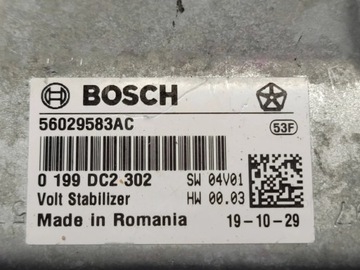 BOSCH
56029583AC
53F
0 199 DC2 302 SW 04V01
Volt Stabilizer HW 00.03
Made in Romania 19-10-29